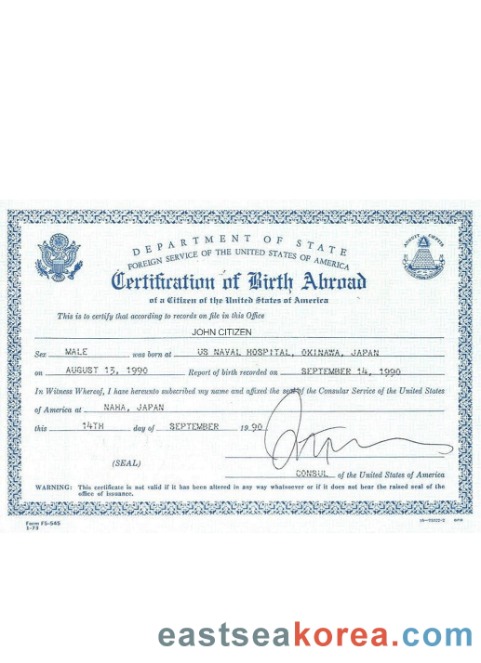 DEPARTMENT OF STATE
FOREIGN SERVICE OF THE UNITED STATES OF AMERICA
Certification of Birth Abroad
of a Citizen of the United States of America
This is to certify that according to records on file in this Office
JOHN CITIZEN
Sex MALE was born at US NAVAL HOSPITAL, OKINAWA, JAPAN
on AUGUST 13, 1990 Report of birth recorded on SEPTEMBER 14, 1990
In Witness Whereof, I have hereunto subscribed my name and affixed the seal of the Consular Service of the United States
of America at NAHA, JAPAN
this 14TH day of SEPTEMBER 19 90
(SEAL)
CONSUL of the United States of America
WARNING: This certificate is not valid if it has been altered in any way whatsoever or if it does not bear the raised seal of the
office of issuance.
Form FS-545
1-73
eastseakorea.com